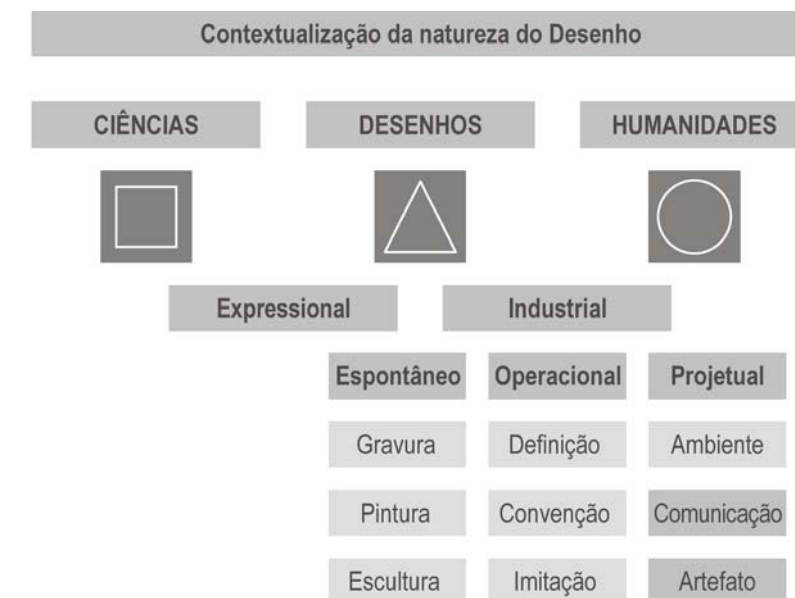 Contextualização da natureza do Desenho
CIÊNCIAS DESENHOS HUMANIDADES
Expressional Industrial
Espontâneo Operacional Projetual
Gravura Definição Ambiente
Pintura Convenção Comunicação
Escultura Imitação Artefato